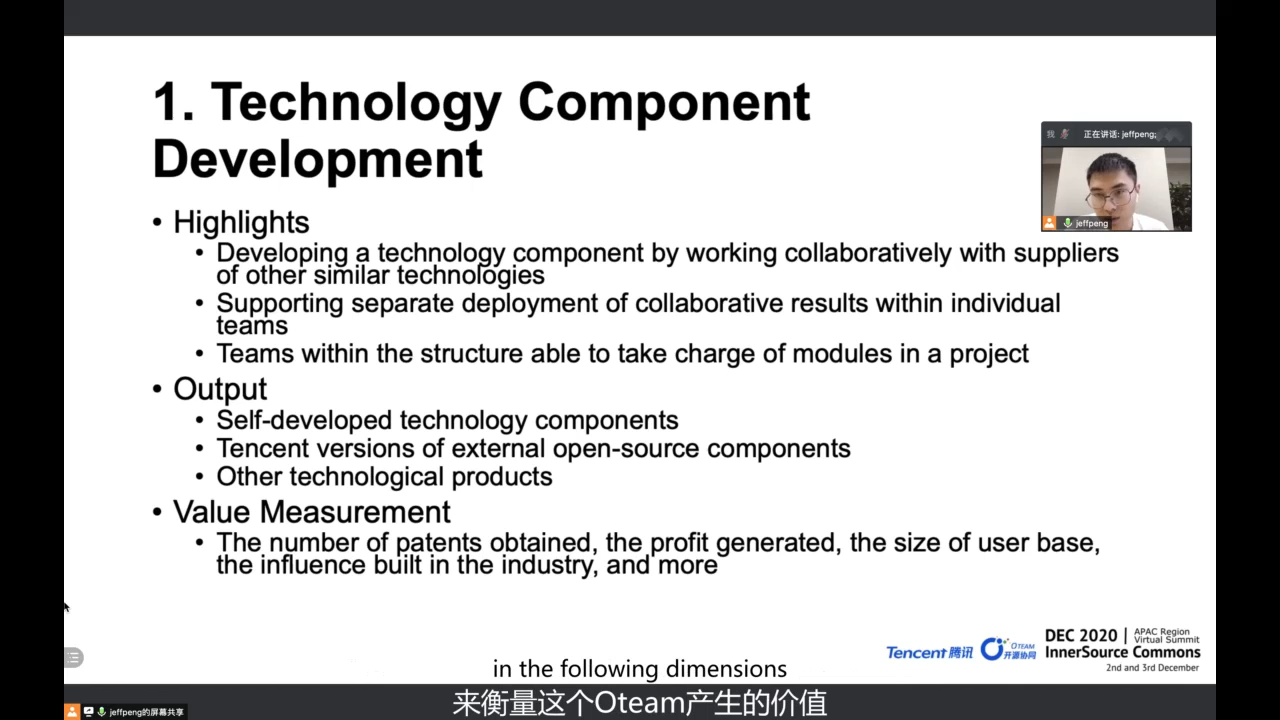 1. Technology Component
Development
• Highlights
• Developing a technology component by working collaboratively with suppliers
of other similar technologies
• Supporting separate deployment of collaborative results within individual
teams
• Teams within the structure able to take charge of modules in a project
• Output
• Self-developed technology components
• Tencent versions of external open-source components
• Other technological products
• Value Measurement
• The number of patents obtained, the profit generated, the size of user base,
the influence built in the industry, and more
我 正在讲话: jeffpeng;
jeffpeng
Tencent 腾讯
OTEAM
开源协同
DEC 2020 | APAC Region
Virtual Summit
InnerSource Commons
2nd and 3rd December
in the following dimensions
来衡量这个Oteam产生的价值
jeffpeng的屏幕共享